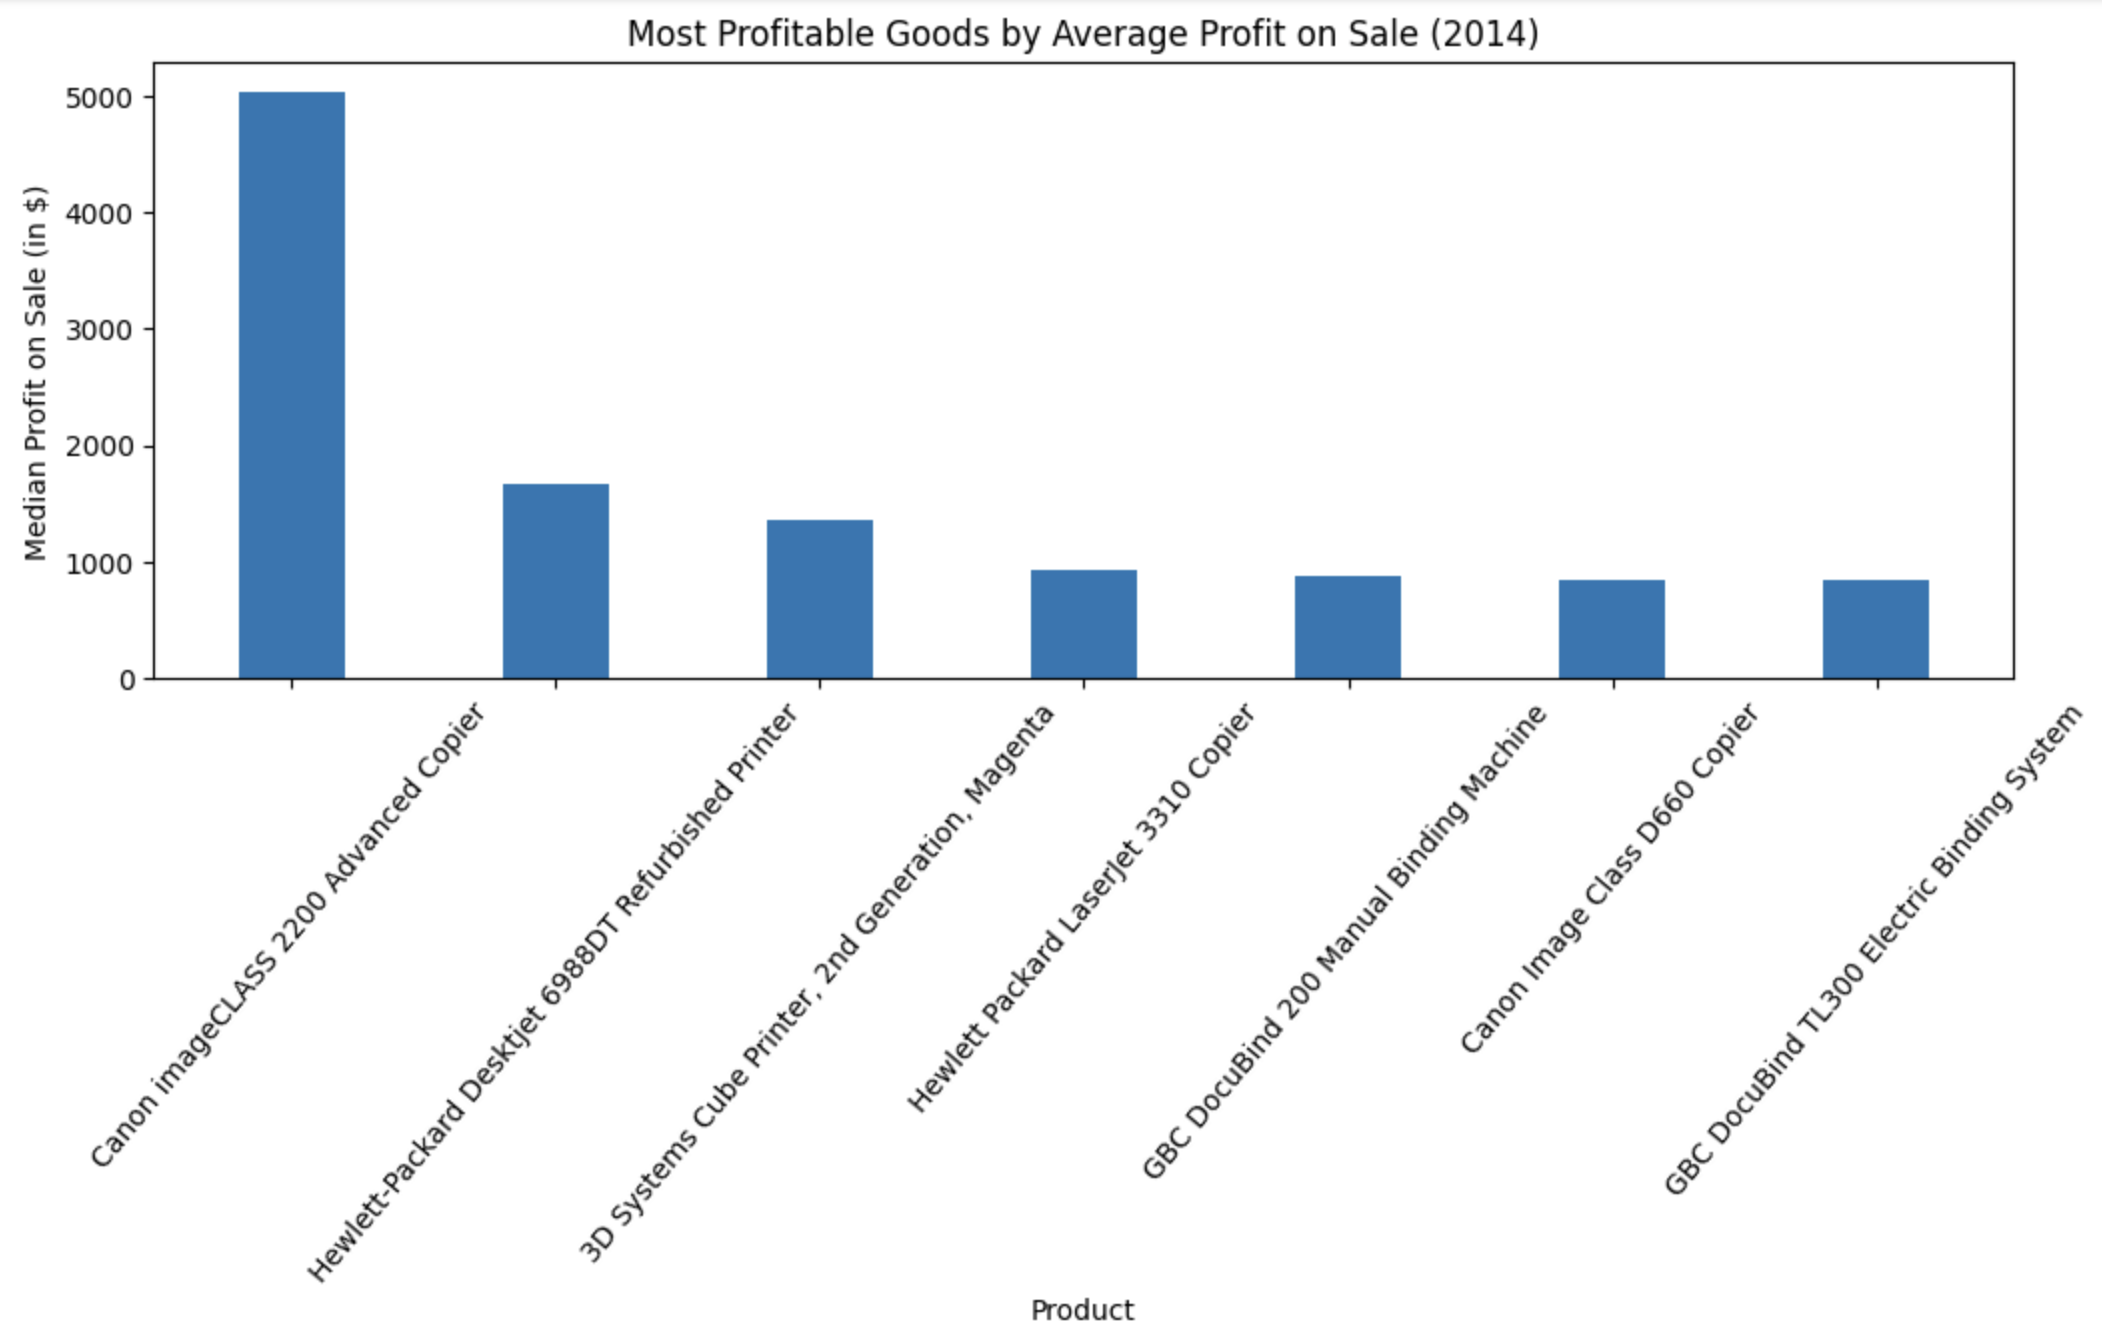 Most Profitable Goods by Average Profit on Sale (2014)
Median Profit on Sale (in $)
5000
4000
3000
2000
1000
0
Canon imageCLASS 2200 Advanced Copier
Hewlett-Packard Desktjet 6988DT Refurbished Printer
3D Systems Cube Printer, 2nd Generation, Magenta
Hewlett Packard LaserJet 3310 Copier
GBC DocuBind 200 Manual Binding Machine
Canon Image Class D660 Copier
GBC DocuBind TL300 Electric Binding System
Product